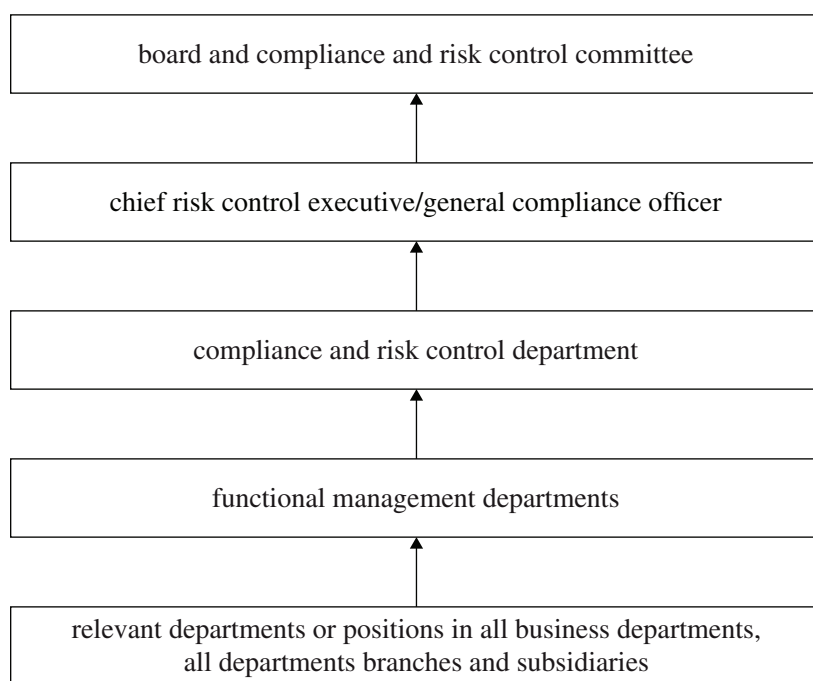 board and compliance and risk control committee
chief risk control executive/general compliance officer
compliance and risk control department
functional management departments
relevant departments or positions in all business departments,
all departments branches and subsidiaries